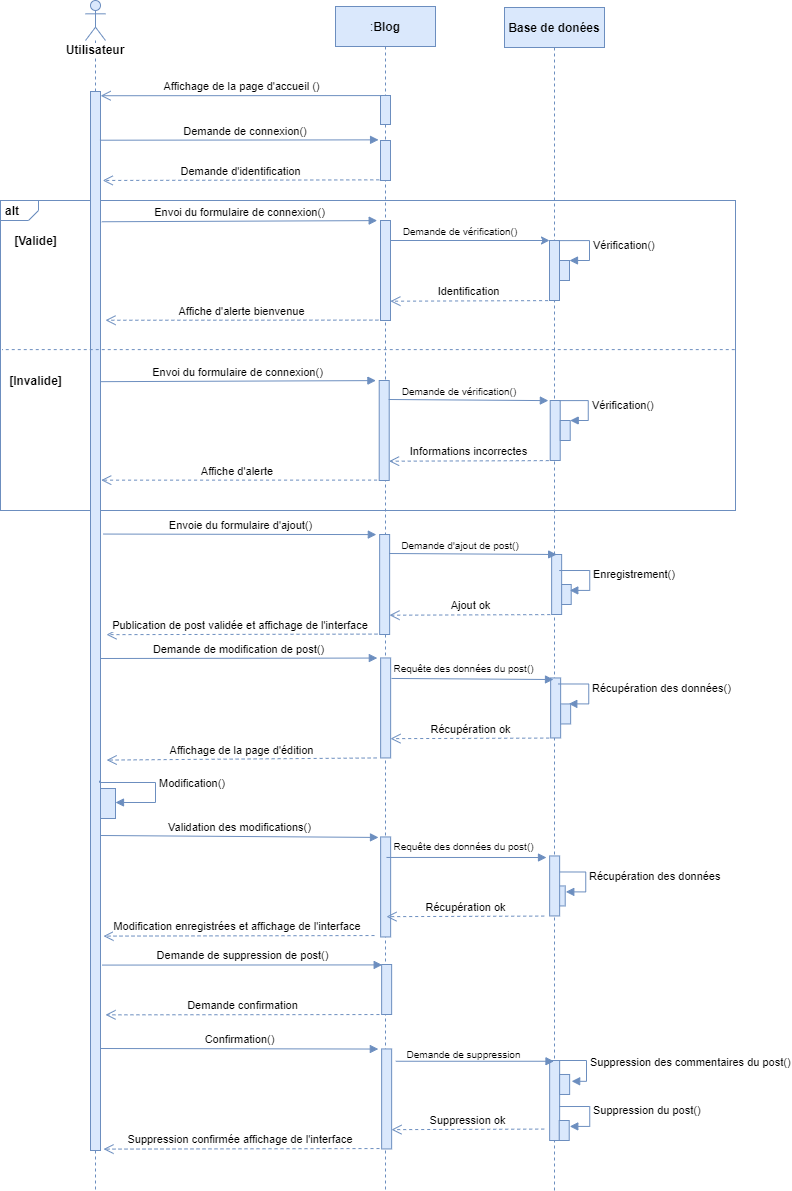 :Blog
Base de donées
Utilisateur
Affichage de la page d'accueil ()
Demande de connexion()
Demande d'identification
alt
Envoi du formulaire de connexion()
[Valide]
Demande de vérification()
Vérification()
Identification
Affiche d'alerte bienvenue
[Invalide]
Envoi du formulaire de connexion()
Demande de vérification()
Vérification()
Informations incorrectes
Affiche d'alerte
Envoie du formulaire d'ajout()
Demande d'ajout de post()
Enregistrement()
Ajout ok
Publication de post validée et affichage de l'interface
Demande de modification de post()
Requête des données du post()
Récupération des données()
Récupération ok
Affichage de la page d'édition
Modification()
Validation des modifications()
Requête des données du post()
Récupération des données
Récupération ok
Modification enregistrées et affichage de l'interface
Demande de suppression de post()
Demande confirmation
Confirmation()
Demande de suppression
Suppression des commentaires du post()
Suppression du post()
Suppression ok
Suppression confirmée affichage de l'interface